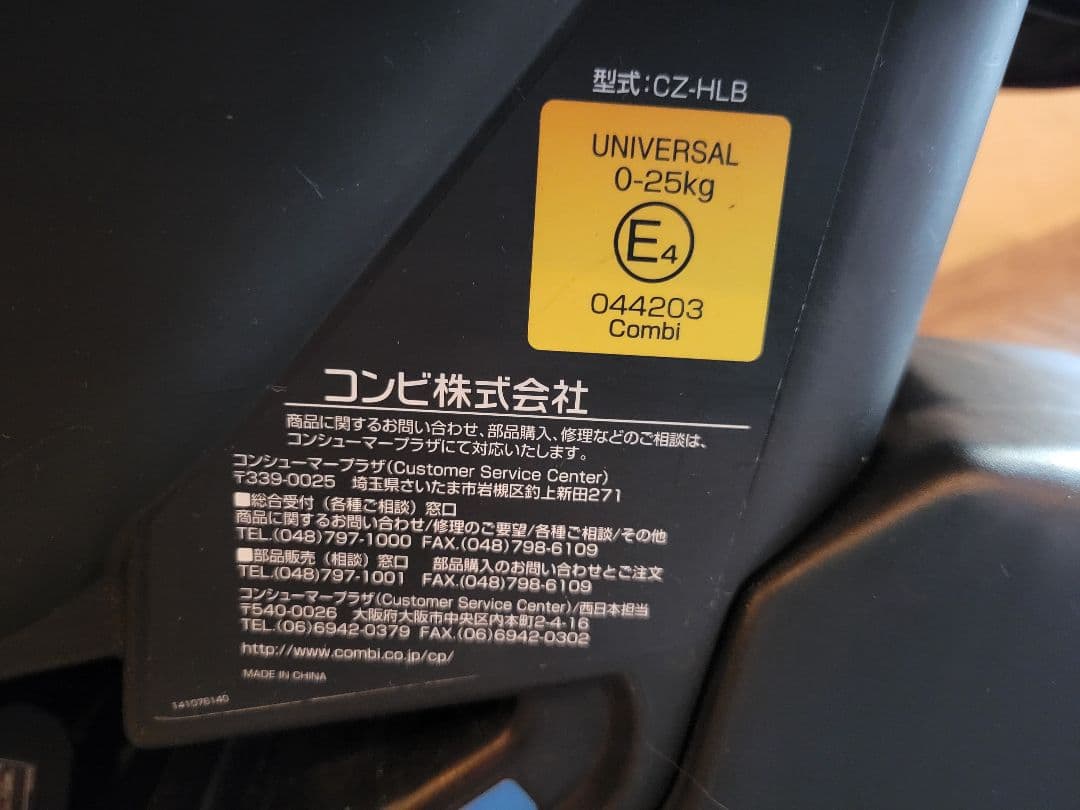 型式:CZ-HLB
UNIVERSAL
0-25kg
E4
044203
Combi
コンビ株式会社
商品に関するお問い合わせ、部品購入、修理などのご相談は、
コンシューマープラザにて対応いたします。
コンシューマープラザ(Customer Service Center)
〒339-0025 埼玉県さいたま市岩槻区釣上新田271
■総合受付(各種ご相談)窓口
商品に関するお問い合わせ/修理のご要望/各種ご相談/その他
TEL.(048)797-1000 FAX.(048)798-6109
■部品販売(相談)窓口 部品購入のお問い合わせとご注文
TEL.(048)797-1001 FAX.(048)798-6109
コンシューマープラザ(Customer Service Center)/西日本担当
〒540-0026 大阪府大阪市中央区内本町2-4-16
TEL.(06)6942-0379 FAX.(06)6942-0302
http://www.combi.co.jp/cp/
MADE IN CHINA
141076140